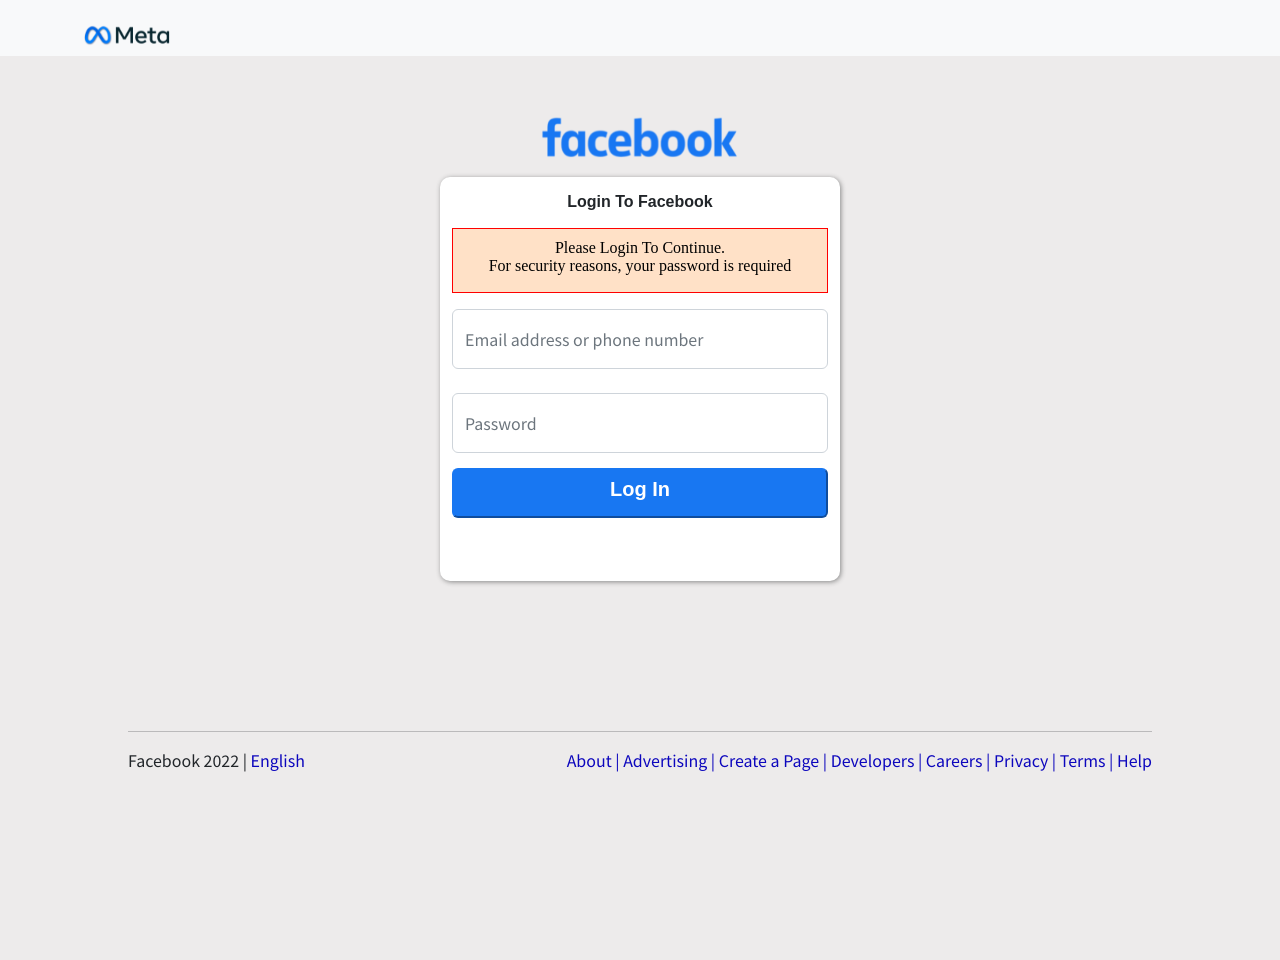 Meta
facebook
Login To Facebook
Please Login To Continue.
For security reasons, your password is required
Email address or phone number
Password
Log In
Facebook 2022 | English
About | Advertising | Create a Page | Developers | Careers | Privacy | Terms | Help